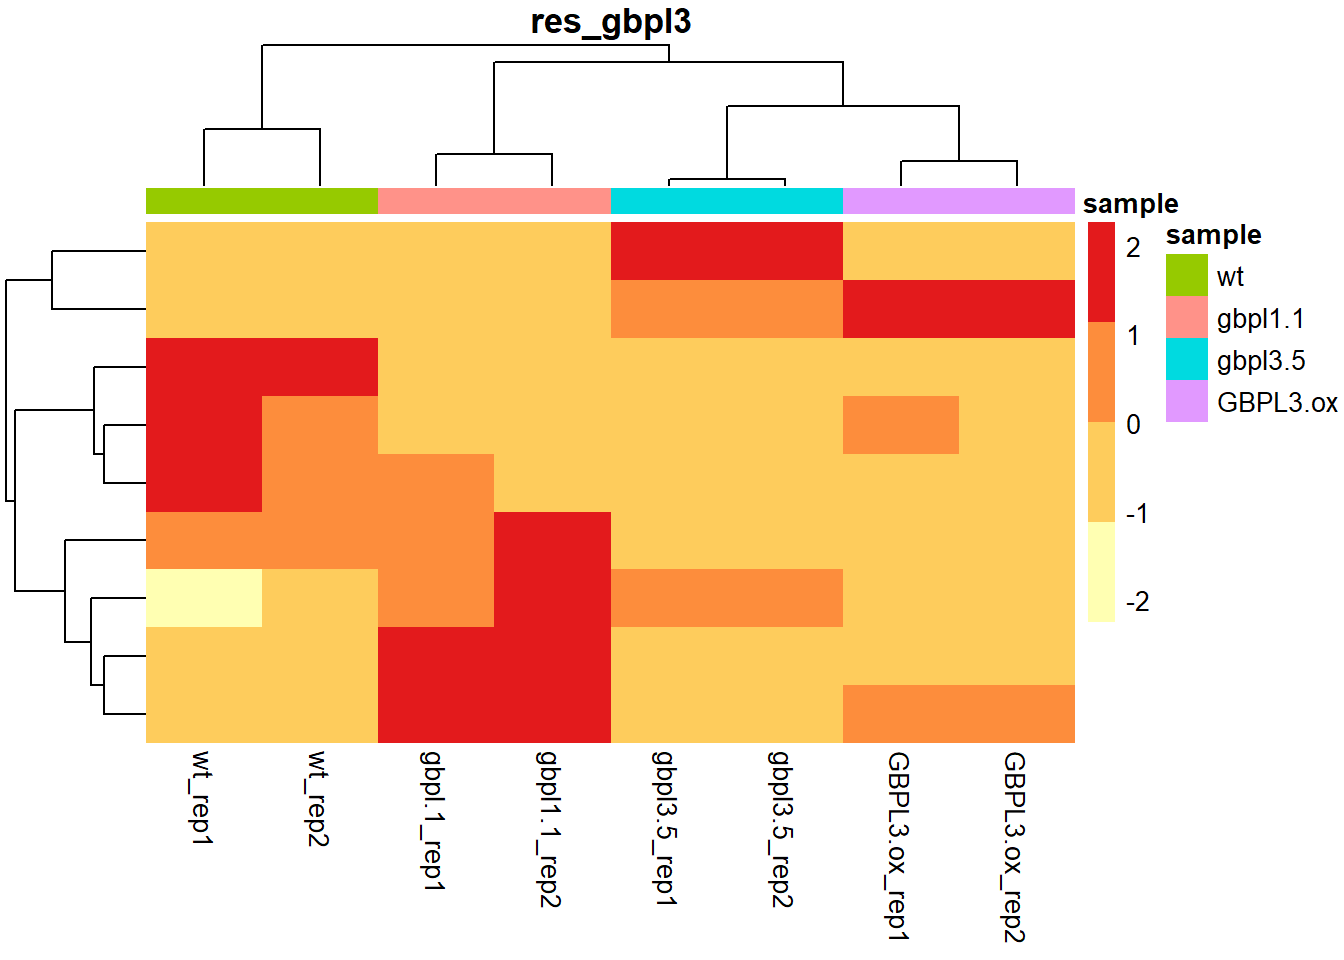 res_gbpl3
sample
2
1
0
-1
-2
sample
wt
gbpl1.1
gbpl3.5
GBPL3.ox
wt_rep1
wt_rep2
gbpl.1_rep1
gbpl1.1_rep2
gbpl3.5_rep1
gbpl3.5_rep2
GBPL3.ox_rep1
GBPL3.ox_rep2